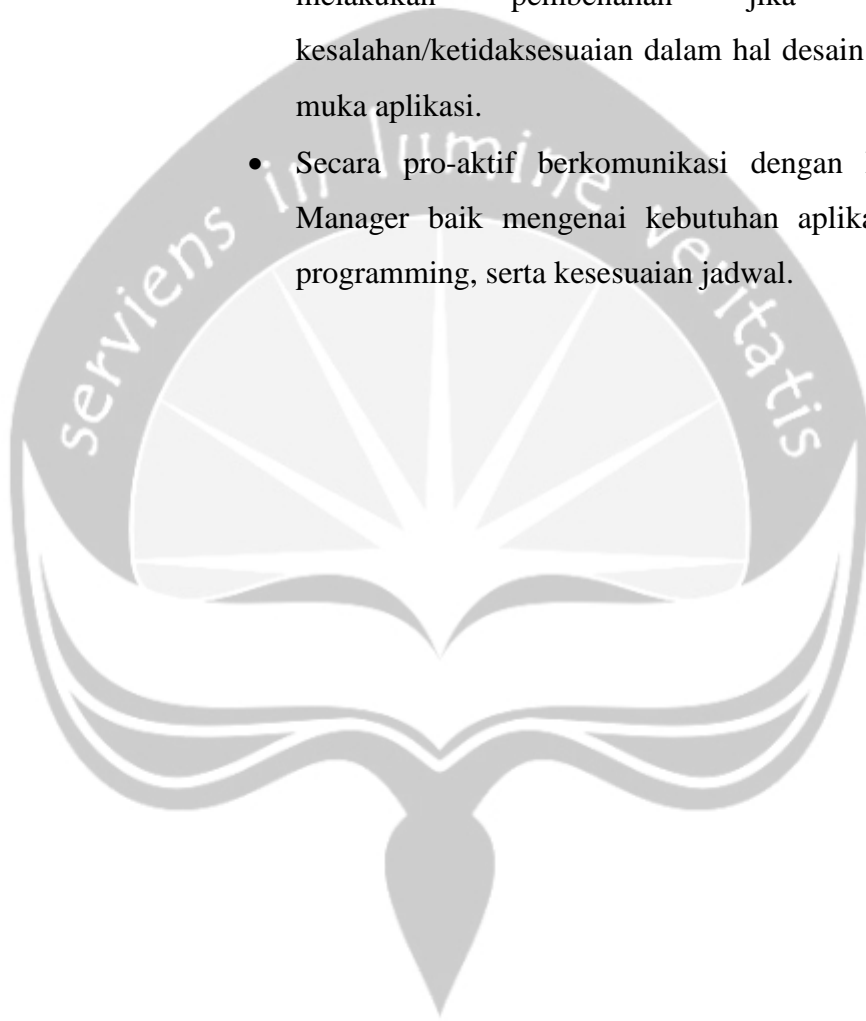 melakukan pembenahan jika
kesalahan/ketidaksesuaian dalam hal desain
muka aplikasi.
• Secara pro-aktif berkomunikasi dengan
Manager baik mengenai kebutuhan
programming, serta kesesuaian jadwal.
serviens in lumine veritatis